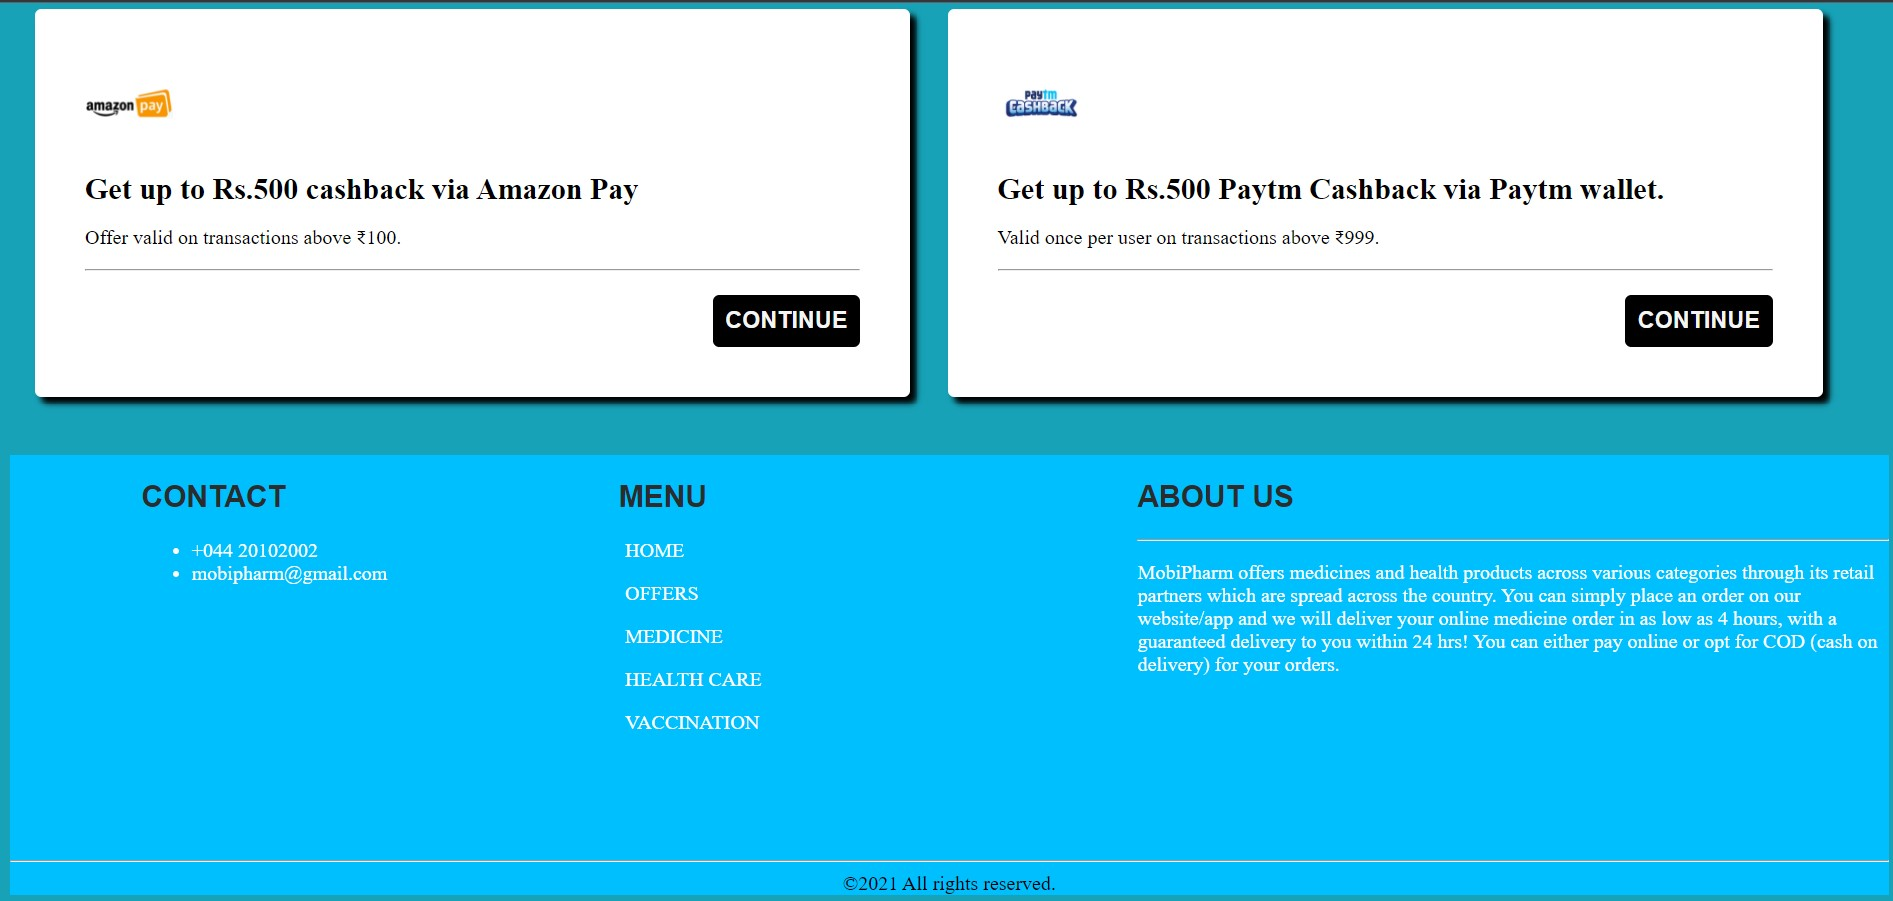 amazon pay
Get up to Rs.500 cashback via Amazon Pay
Offer valid on transactions above ₹100.
CONTINUE
paytm
CASHBACK
Get up to Rs.500 Paytm Cashback via Paytm wallet.
Valid once per user on transactions above ₹999.
CONTINUE
CONTACT
• +044 20102002
• mobipharm@gmail.com
MENU
HOME
OFFERS
MEDICINE
HEALTH CARE
VACCINATION
ABOUT US
MobiPharm offers medicines and health products across various categories through its retail
partners which are spread across the country. You can simply place an order on our
website/app and we will deliver your online medicine order in as low as 4 hours, with a
guaranteed delivery to you within 24 hrs! You can either pay online or opt for COD (cash on
delivery) for your orders.
©2021 All rights reserved.